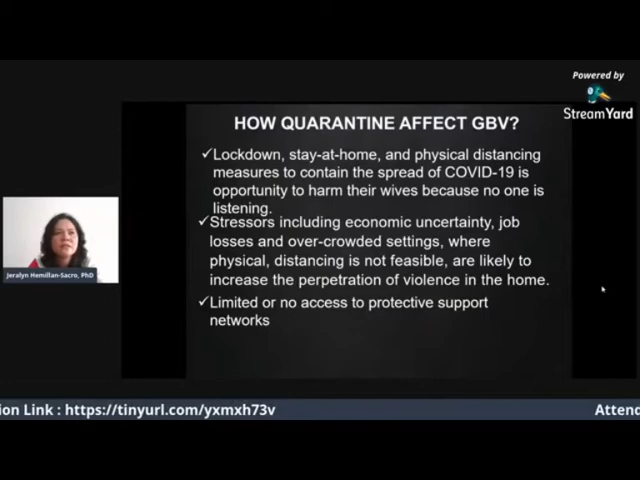 Powered by
StreamYard
HOW QUARANTINE AFFECT GBV?
✓Lockdown, stay-at-home, and physical distancing
measures to contain the spread of COVID-19 is
opportunity to harm their wives because no one is
listening.
✓Stressors including economic uncertainty, job
losses and over-crowded settings, where
physical, distancing is not feasible, are likely to
increase the perpetration of violence in the home.
✓Limited or no access to protective support
networks
Jeralyn Hemillan-Sacro, PhD
ion Link : https://tinyurl.com/yxmxh73v
Attend